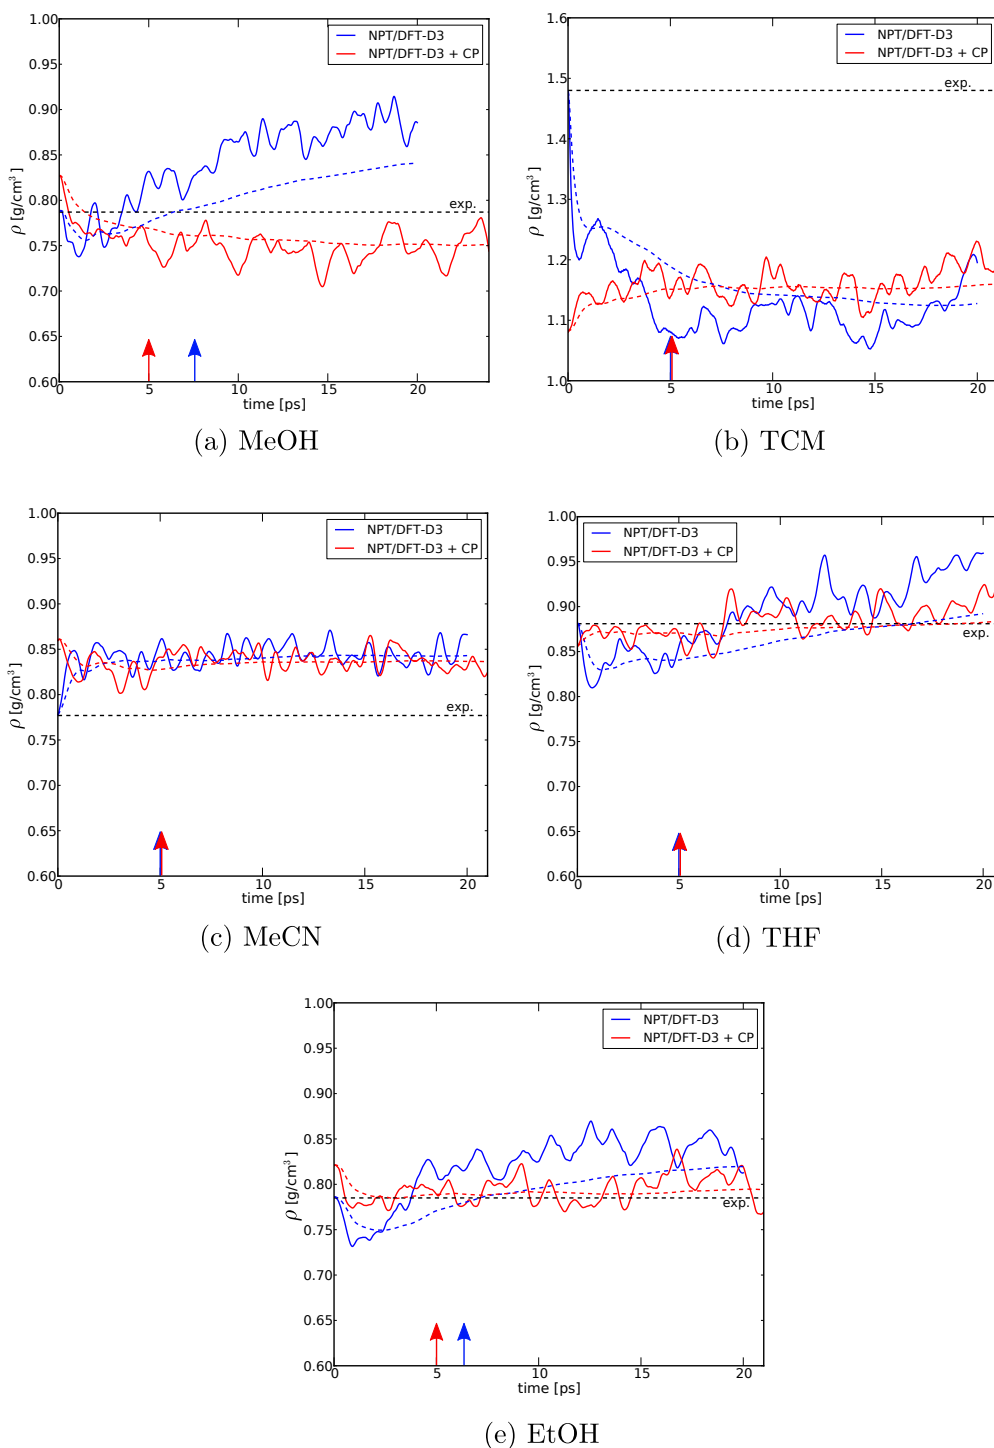 1.00
0.95
0.90
0.85
0.80
0.75
0.70
0.65
0.60
ρ [g/cm³]
NPT/DFT-D3
NPT/DFT-D3 + CP
exp.
0 5 10 15 20
time [ps]
(a) MeOH
1.6
1.5
1.4
1.3
1.2
1.1
1.0
ρ [g/cm³]
NPT/DFT-D3
NPT/DFT-D3 + CP
exp.
0 5 10 15 20
time [ps]
(b) TCM
1.00
0.95
0.90
0.85
0.80
0.75
0.70
0.65
0.60
ρ [g/cm³]
NPT/DFT-D3
NPT/DFT-D3 + CP
exp.
0 5 10 15 20
time [ps]
(c) MeCN
1.00
0.95
0.90
0.85
0.80
0.75
0.70
0.65
0.60
ρ [g/cm³]
NPT/DFT-D3
NPT/DFT-D3 + CP
exp.
0 5 10 15 20
time [ps]
(d) THF
1.00
0.95
0.90
0.85
0.80
0.75
0.70
0.65
0.60
ρ [g/cm³]
NPT/DFT-D3
NPT/DFT-D3 + CP
exp.
0 5 10 15 20
time [ps]
(e) EtOH